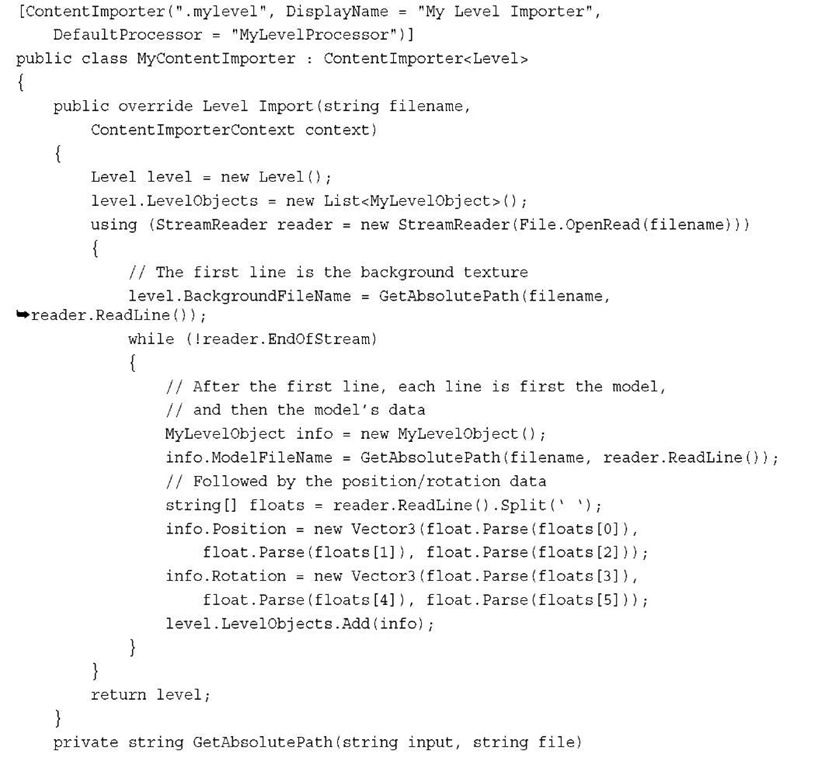 [ContentImporter(".mylevel", DisplayName = "My Level Importer",
    DefaultProcessor = "MyLevelProcessor")]
public class MyContentImporter : ContentImporter<Level>
{
    public override Level Import(string filename,
        ContentImporterContext context)
    {
        Level level = new Level();
        level.LevelObjects = new List<MyLevelObject>();
        using (StreamReader reader = new StreamReader(File.OpenRead(filename)))
        {
            // The first line is the background texture
            level.BackgroundFileName = GetAbsolutePath(filename,
➥reader.ReadLine());
            while (!reader.EndOfStream)
            {
                // After the first line, each line is first the model,
                // and then the model’s data
                MyLevelObject info = new MyLevelObject();
                info.ModelFileName = GetAbsolutePath(filename, reader.ReadLine());
                // Followed by the position/rotation data
                string[] floats = reader.ReadLine().Split(‘ ‘);
                info.Position = new Vector3(float.Parse(floats[0]),
                    float.Parse(floats[1]), float.Parse(floats[2]));
                info.Rotation = new Vector3(float.Parse(floats[3]),
                    float.Parse(floats[4]), float.Parse(floats[5]));
                level.LevelObjects.Add(info);
            }
        }
        return level;
    }
    private string GetAbsolutePath(string input, string file)